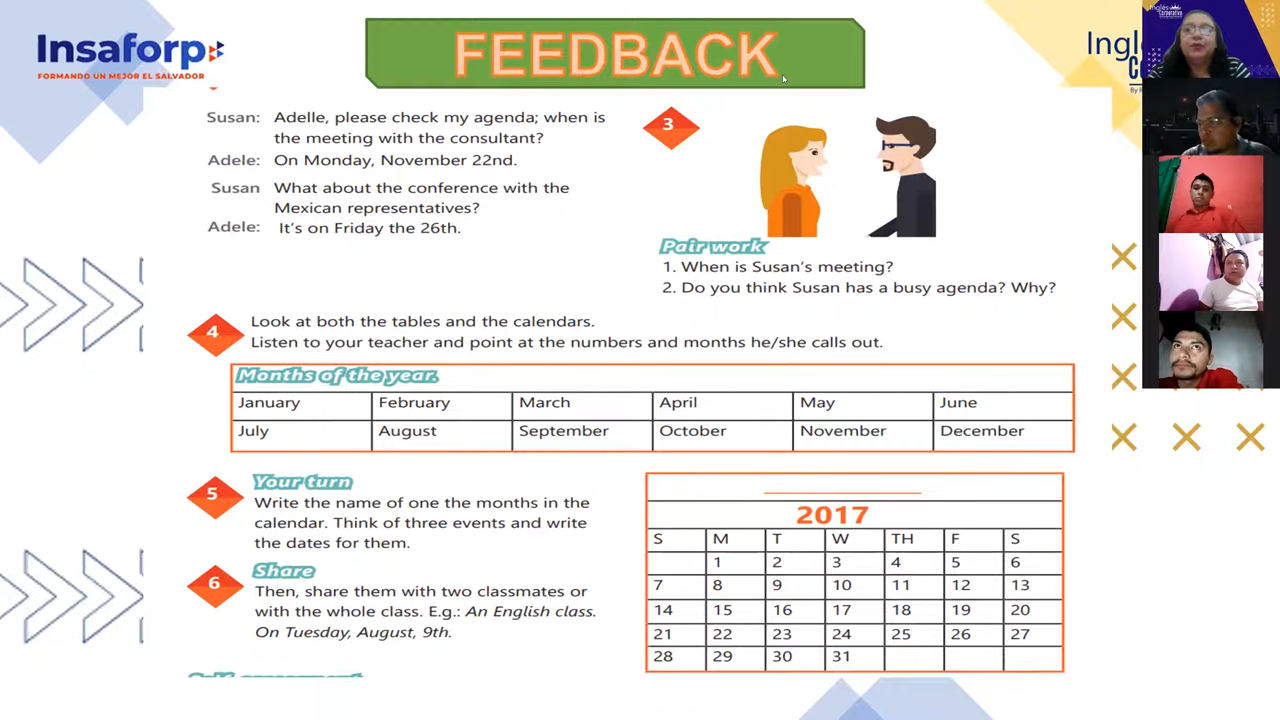 Insaforp
FORMANDO UN MEJOR EL SALVADOR
FEEDBACK
Susan: Adelle, please check my agenda; when is
the meeting with the consultant?
Adele: On Monday, November 22nd.
Susan What about the conference with the
Mexican representatives?
Adele: It's on Friday the 26th.
3
Pair work
1. When is Susan's meeting?
2. Do you think Susan has a busy agenda? Why?
4
Look at both the tables and the calendars.
Listen to your teacher and point at the numbers and months he/she calls out.
Months of the year.
January February March April May June
July August September October November December
5
Your turn
Write the name of one the months in the
calendar. Think of three events and write
the dates for them.
6
Share
Then, share them with two classmates or
with the whole class. E.g.: An English class.
On Tuesday, August, 9th.
2017
S M T W TH F S
1 2 3 4 5 6
7 8 9 10 11 12 13
14 15 16 17 18 19 20
21 22 23 24 25 26 27
28 29 30 31
Inglés
Corporativo